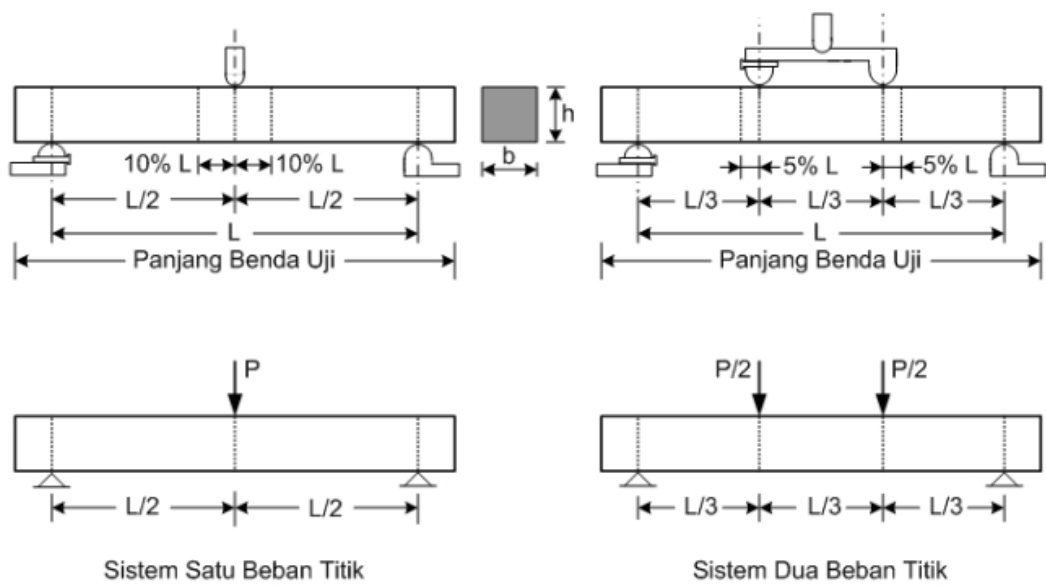 10% L
10% L
L/2
L/2
L
Panjang Benda Uji
h
b
5% L
5% L
L/3
L/3
L/3
L
Panjang Benda Uji
P
L/2
L/2
Sistem Satu Beban Titik
P/2
P/2
L/3
L/3
L/3
Sistem Dua Beban Titik